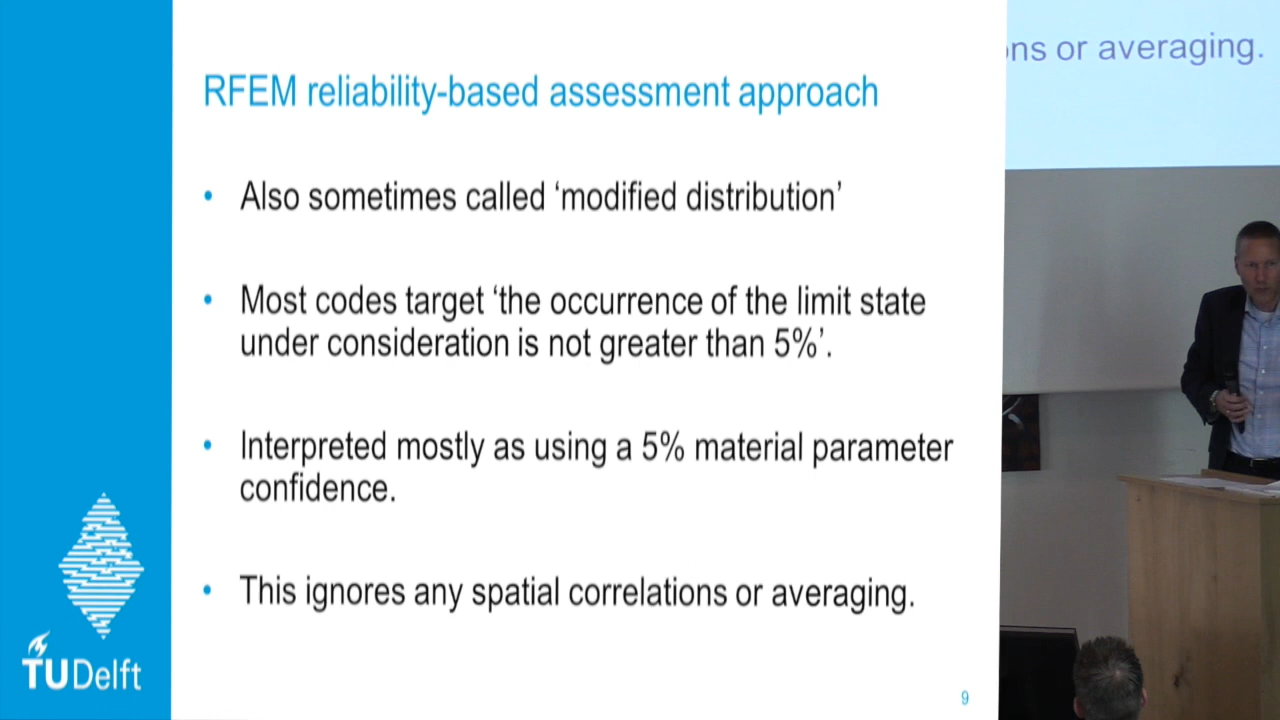 RFEM reliability-based assessment approach
• Also sometimes called ‘modified distribution’
• Most codes target ‘the occurrence of the limit state
under consideration is not greater than 5%’.
• Interpreted mostly as using a 5% material parameter
confidence.
• This ignores any spatial correlations or averaging.
9
TUDelft
ons or averaging.